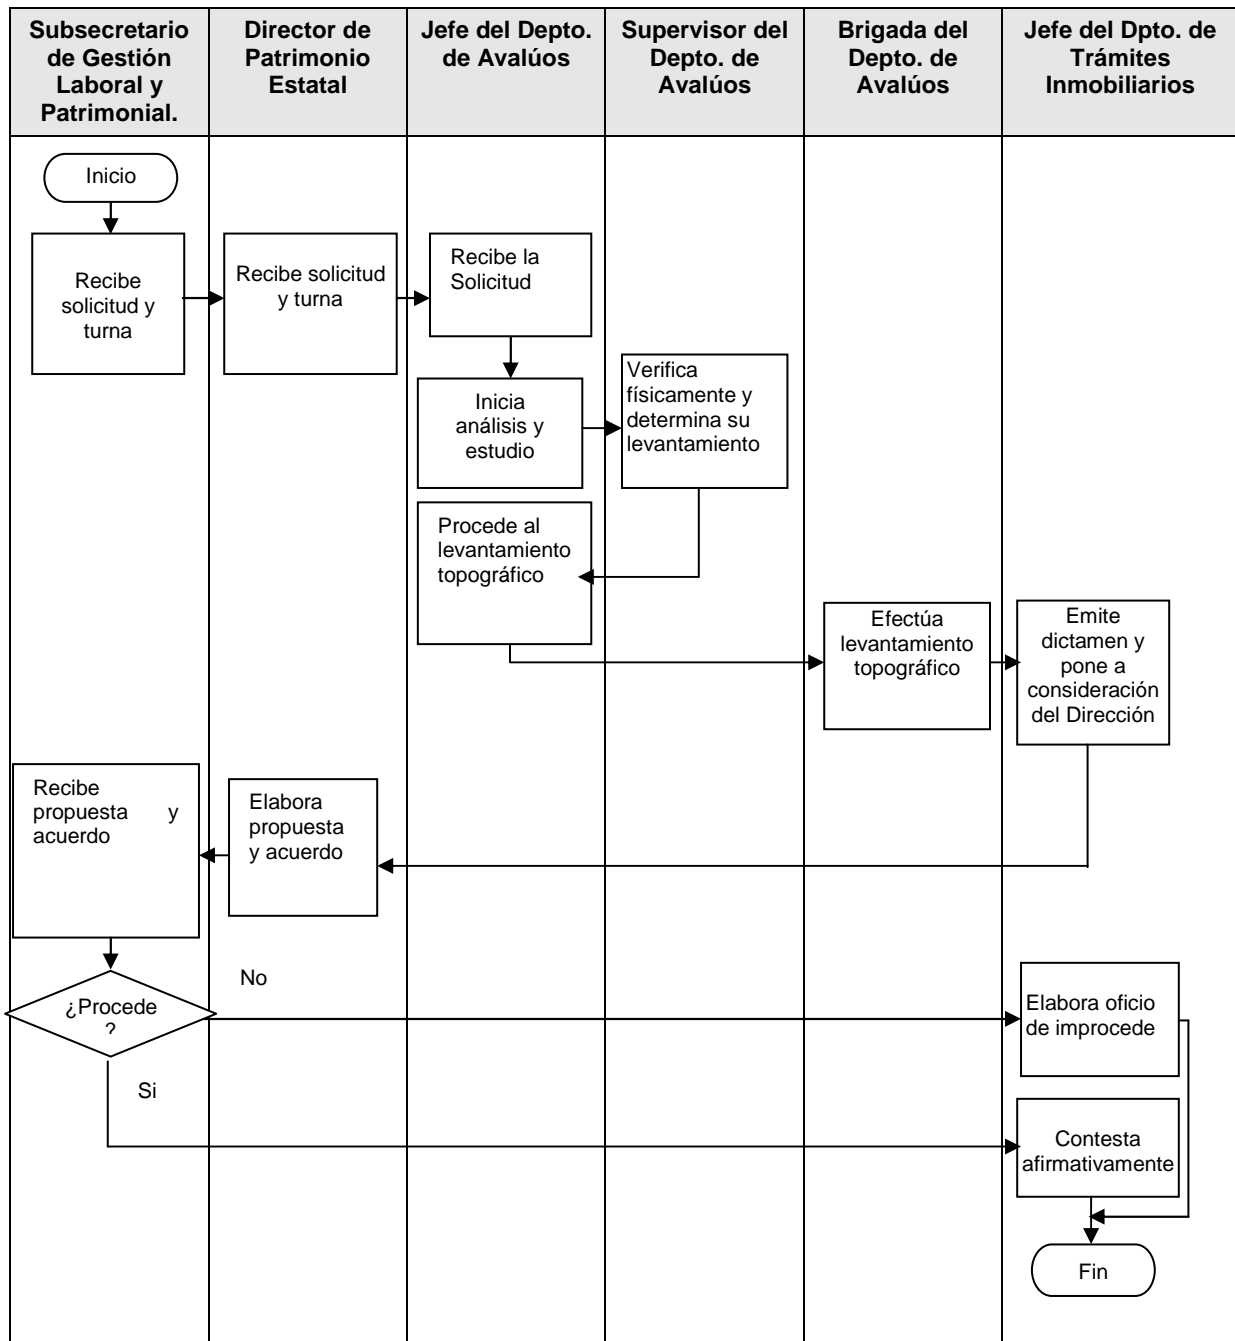 Subsecretario
de Gestión
Laboral y
Patrimonial.
Director de
Patrimonio
Estatal
Jefe del Depto.
de Avalúos
Supervisor del
Depto. de
Avalúos
Brigada del
Depto. de
Avalúos
Jefe del Dpto. de
Trámites
Inmobiliarios
Inicio
Recibe
solicitud y
turna
Recibe solicitud
y turna
Recibe la
Solicitud
Inicia
análisis y
estudio
Verifica
físicamente y
determina su
levantamiento
Procede al
levantamiento
topográfico
Efectúa
levantamiento
topográfico
Emite
dictamen y
pone a
consideración
del Dirección
Recibe
propuesta y
acuerdo
Elabora
propuesta
y acuerdo
¿Procede
?
No
Si
Elabora oficio
de improcede
Contesta
afirmativamente
Fin